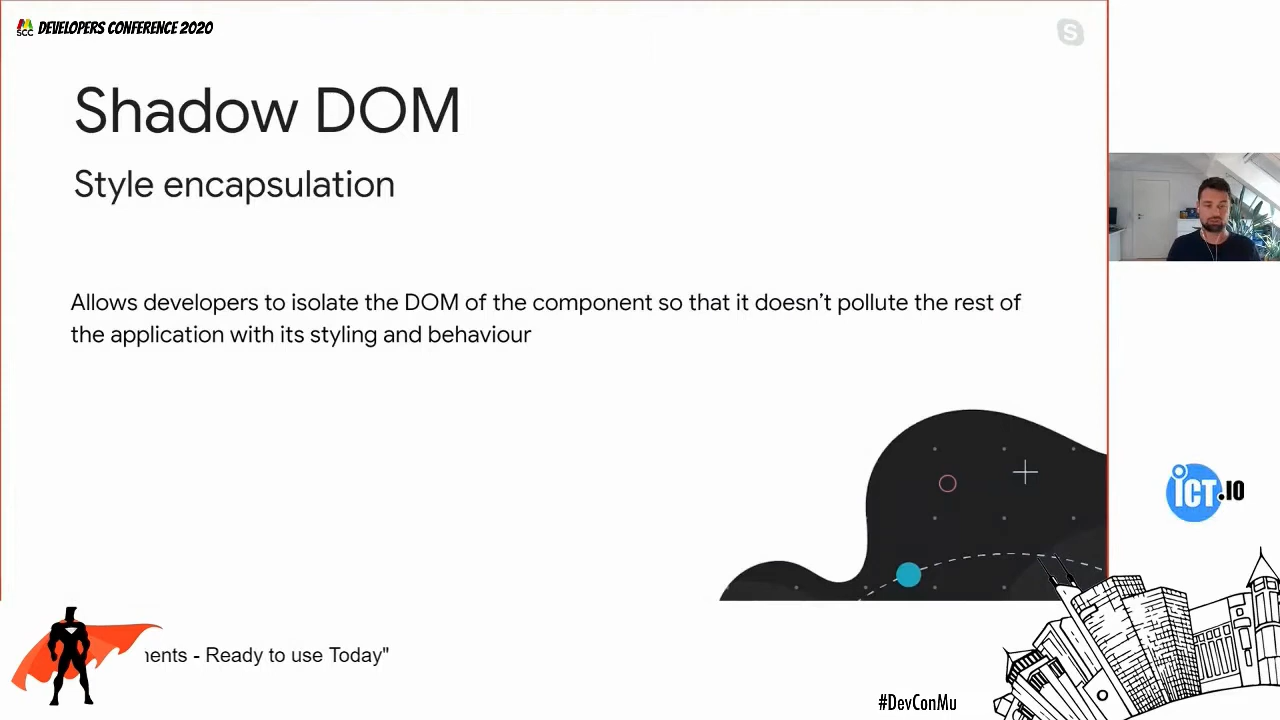 SCC DEVELOPERS CONFERENCE 2020
S
Shadow DOM
Style encapsulation
Allows developers to isolate the DOM of the component so that it doesn’t pollute the rest of
the application with its styling and behaviour
iCT.IO
nents - Ready to use Today"
#DevConMu